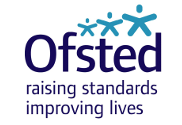 Ofsted
raising standards
improving lives